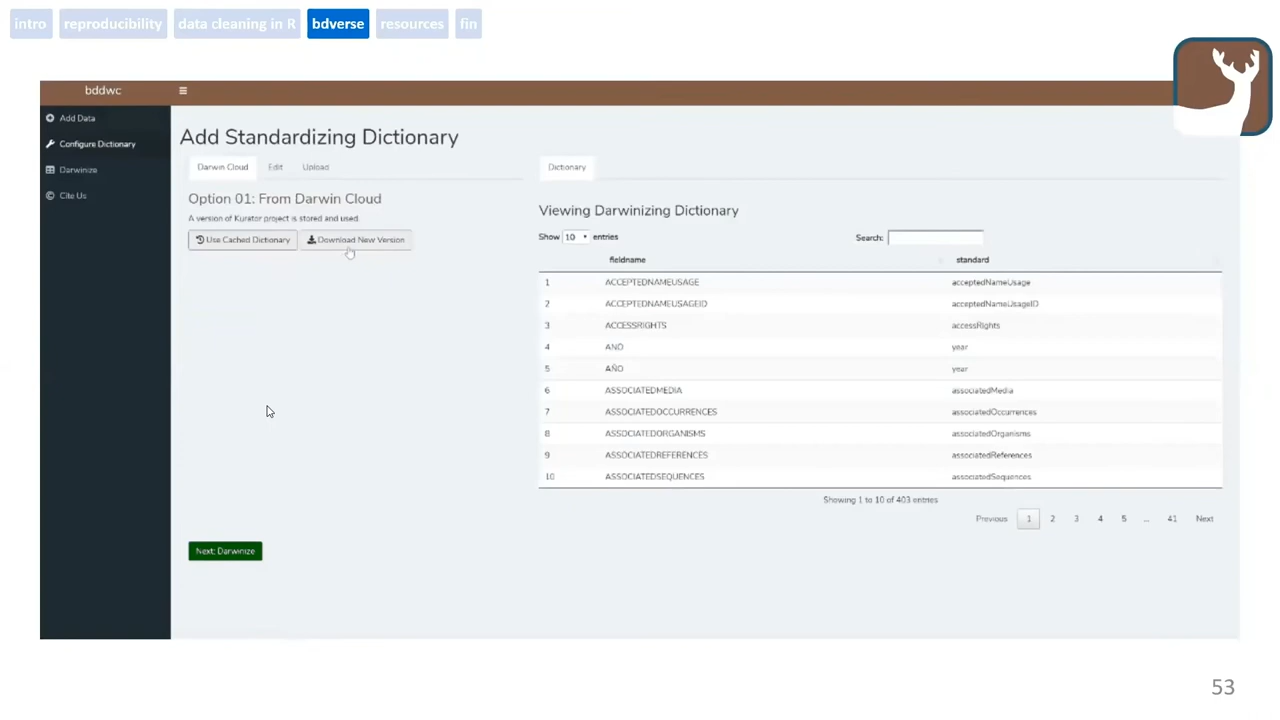 intro reproducibility data cleaning in R bdverse resources fin
bddwc
Add Data
Configure Dictionary
Darwinize
Cite Us
Add Standardizing Dictionary
Darwin Cloud Edit Upload
Option 01: From Darwin Cloud
A version of Kurator project is stored and used.
Use Cached Dictionary Download New Version
Next: Darwinize
Dictionary
Viewing Darwinizing Dictionary
Show 10 entries Search:
fieldname standard
1 ACCEPTEDNAMEUSAGE acceptedNameUsage
2 ACCEPTEDNAMEUSAGEID acceptedNameUsageID
3 ACCESSRIGHTS accessRights
4 ANO year
5 AÑO year
6 ASSOCIATEDMEDIA associatedMedia
7 ASSOCIATEDOCCURRENCES associatedOccurrences
8 ASSOCIATEDORGANISMS associatedOrganisms
9 ASSOCIATEDREFERENCES associatedReferences
10 ASSOCIATEDSEQUENCES associatedSequences
Showing 1 to 10 of 403 entries
Previous 1 2 3 4 5 ... 41 Next
53